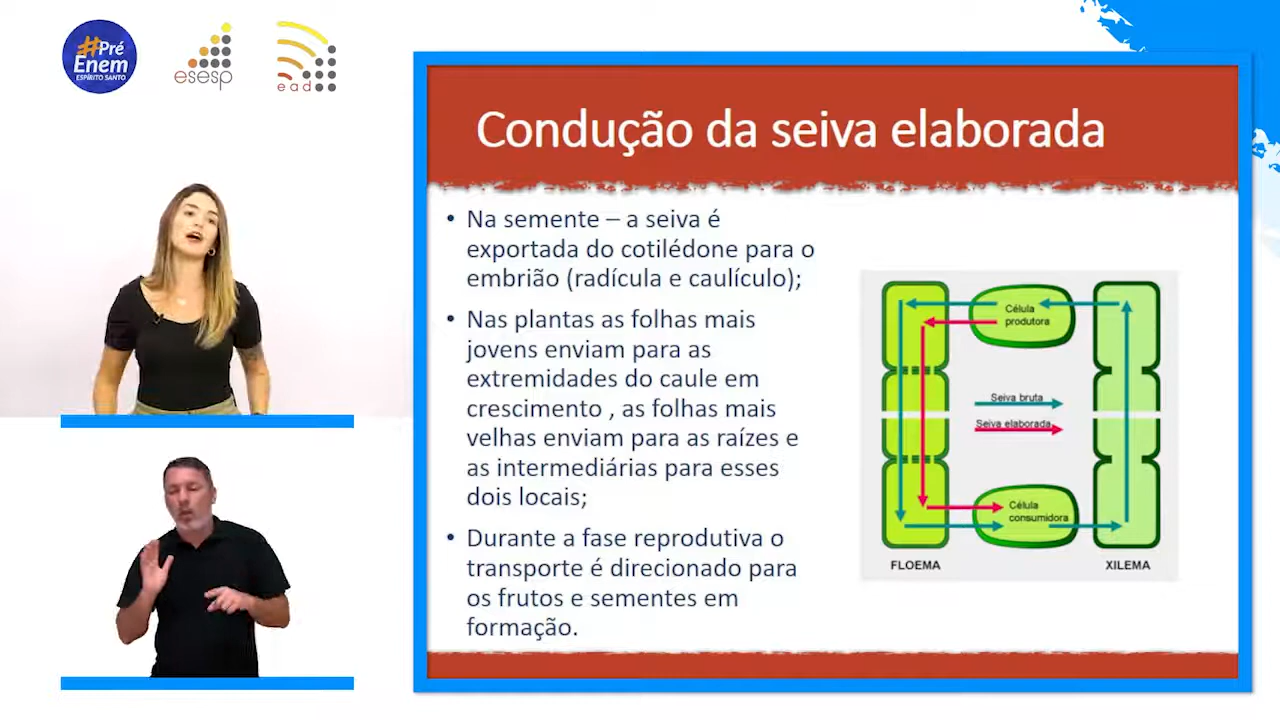 #Pré
Enem
ESPÍRITO SANTO
esesp
ead
Condução da seiva elaborada
• Na semente – a seiva é
exportada do cotilédone para o
embrião (radícula e caulículo);
• Nas plantas as folhas mais
jovens enviam para as
extremidades do caule em
crescimento , as folhas mais
velhas enviam para as raízes e
as intermediárias para esses
dois locais;
• Durante a fase reprodutiva o
transporte é direcionado para
os frutos e sementes em
formação.
Célula
produtora
Seiva bruta
Seiva elaborada
Célula
consumidora
FLOEMA
XILEMA